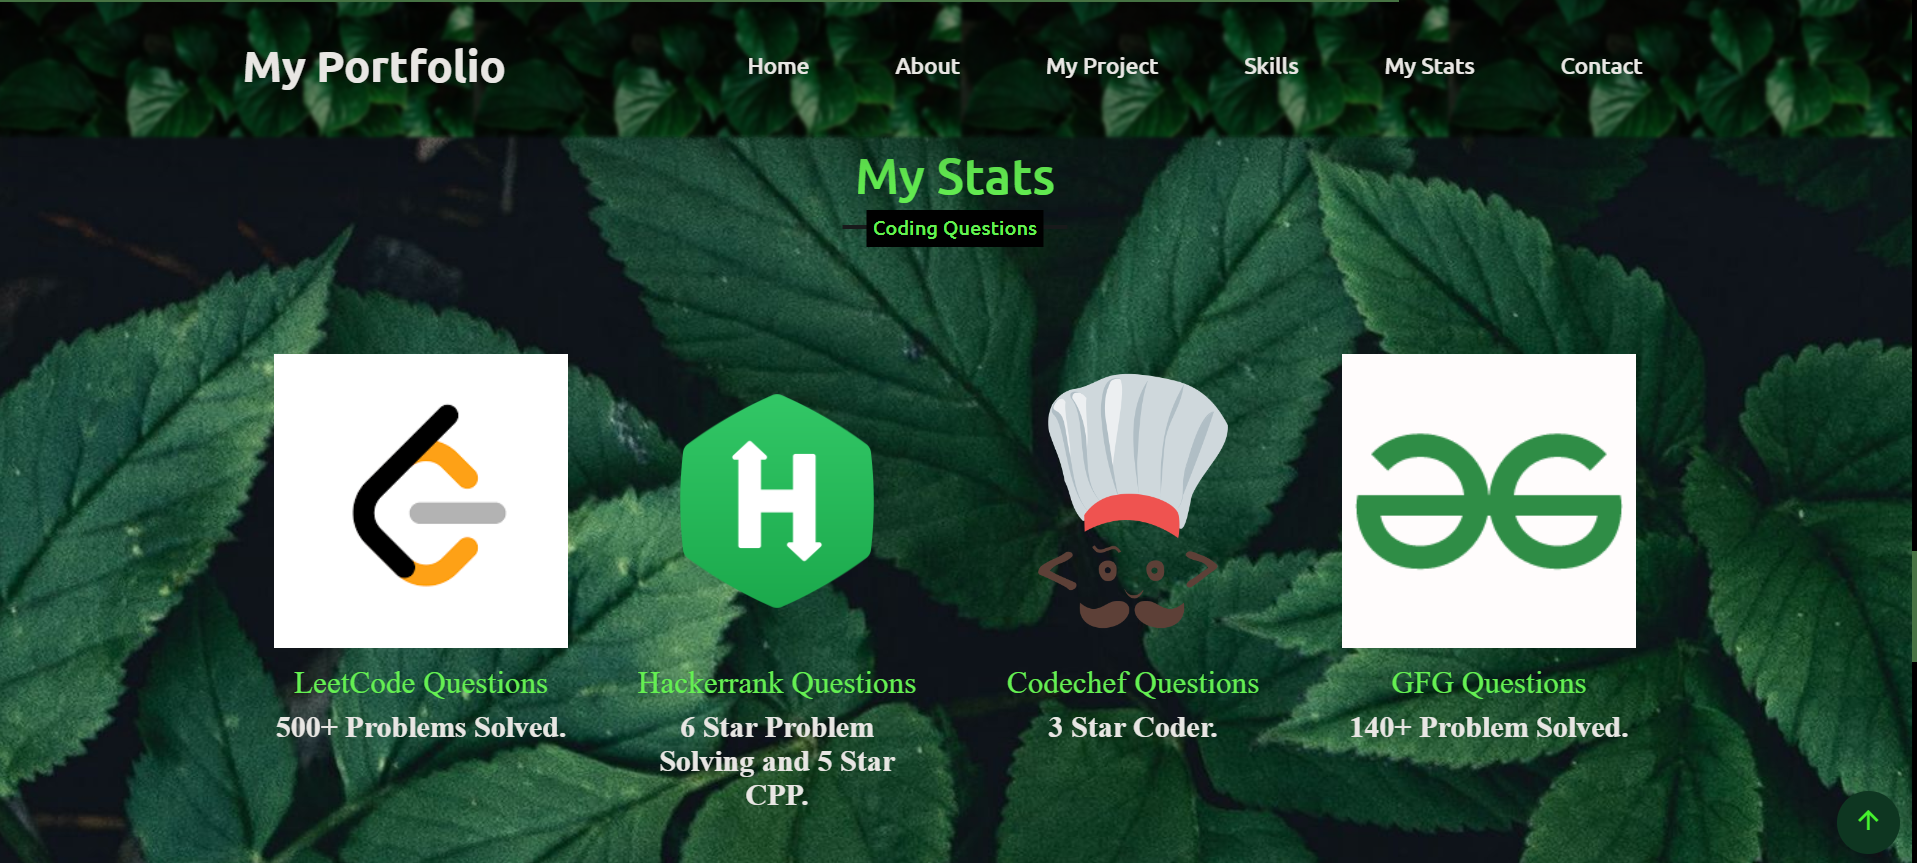 My Portfolio
Home
About
My Project
Skills
My Stats
Contact
My Stats
Coding Questions
H
LeetCode Questions
500+ Problems Solved.
Hackerrank Questions
6 Star Problem
Solving and 5 Star
CPP.
Codechef Questions
3 Star Coder.
GFG Questions
140+ Problem Solved.